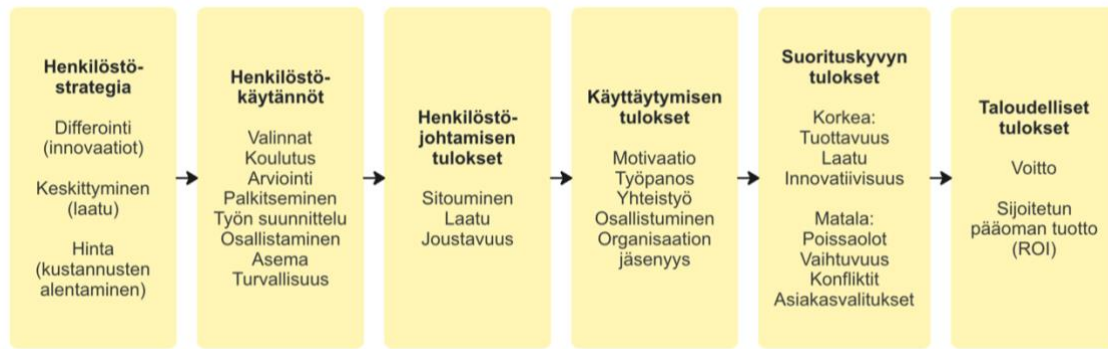 Henkilöstö-
strategia
Differointi
(innovaatiot)
Keskittyminen
(laatu)
Hinta
(kustannusten
alentaminen)
Henkilöstö-
käytännöt
Valinnat
Koulutus
Arviointi
Palkitseminen
Työn suunnittelu
Osallistaminen
Asema
Turvallisuus
Henkilöstö-
johtamisen
tulokset
Sitouminen
Laatu
Joustavuus
Käyttäytymisen
tulokset
Motivaatio
Työpanos
Yhteistyö
Osallistuminen
Organisaation
jäsenyys
Suorituskyvyn
tulokset
Korkea:
Tuottavuus
Laatu
Innovatiivisuus
Matala:
Poissaolot
Vaihtuvuus
Konfliktit
Asiakasvalitukset
Taloudelliset
tulokset
Voitto
Sijoitetun
pääoman tuotto
(ROI)